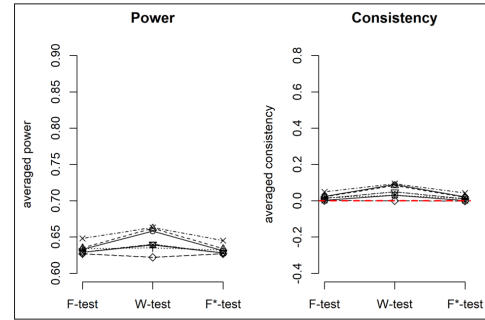 Power
averaged power
0.90
0.85
0.80
0.75
0.70
0.65
0.60
F-test W-test F*-test
Consistency
averaged consistency
0.8
0.6
0.4
0.2
0.0
-0.2
-0.4
F-test W-test F*-test